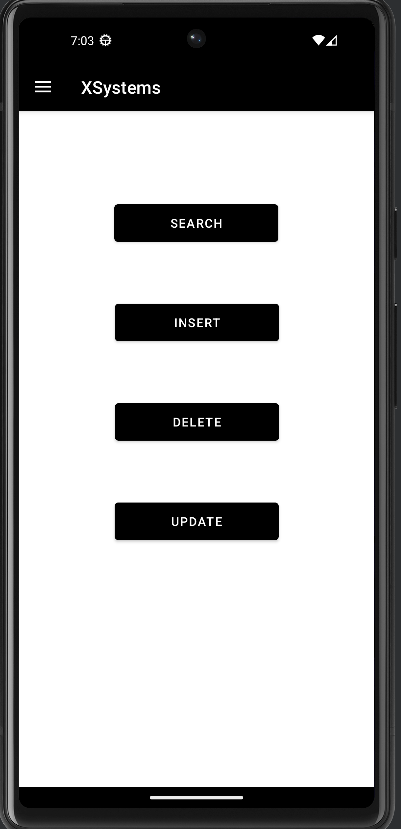 7:03
XSystems
SEARCH
INSERT
DELETE
UPDATE